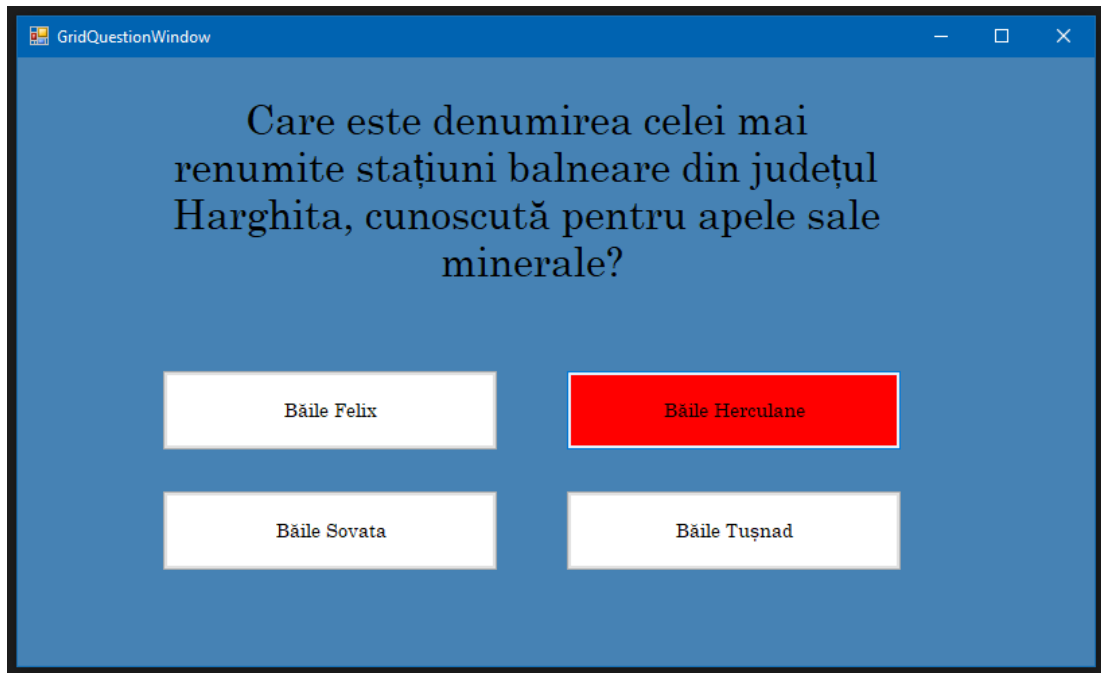 GridQuestionWindow
Care este denumirea celei mai
renumite stațiuni balneare din județul
Harghita, cunoscută pentru apele sale
minerale?
Băile Felix
Băile Herculane
Băile Sovata
Băile Tușnad